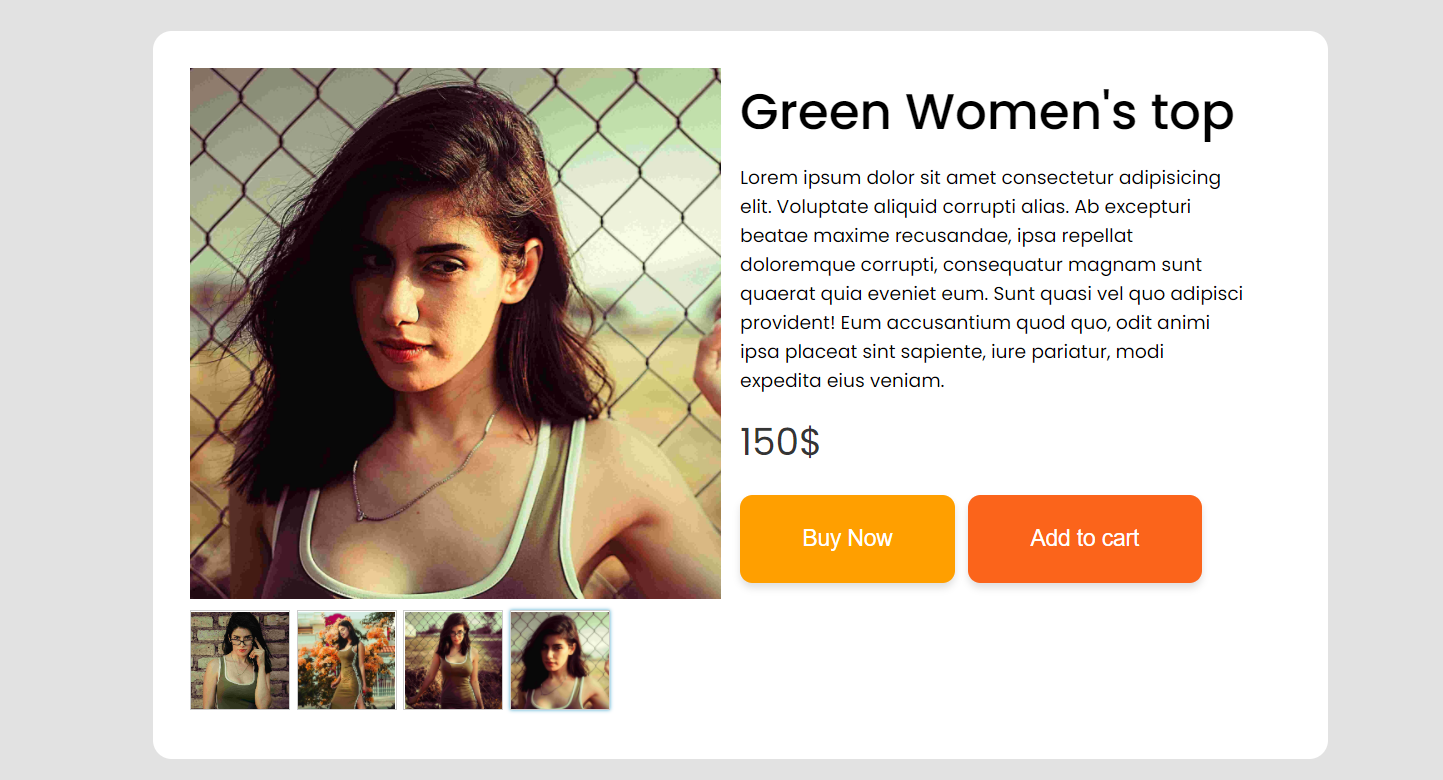 Green Women's top
Lorem ipsum dolor sit amet consectetur adipisicing
elit. Voluptate aliquid corrupti alias. Ab excepturi
beatae maxime recusandae, ipsa repellat
doloremque corrupti, consequatur magnam sunt
quaerat quia eveniet eum. Sunt quasi vel quo adipisci
provident! Eum accusantium quod quo, odit animi
ipsa placeat sint sapiente, iure pariatur, modi
expedita eius veniam.
150$
Buy Now
Add to cart